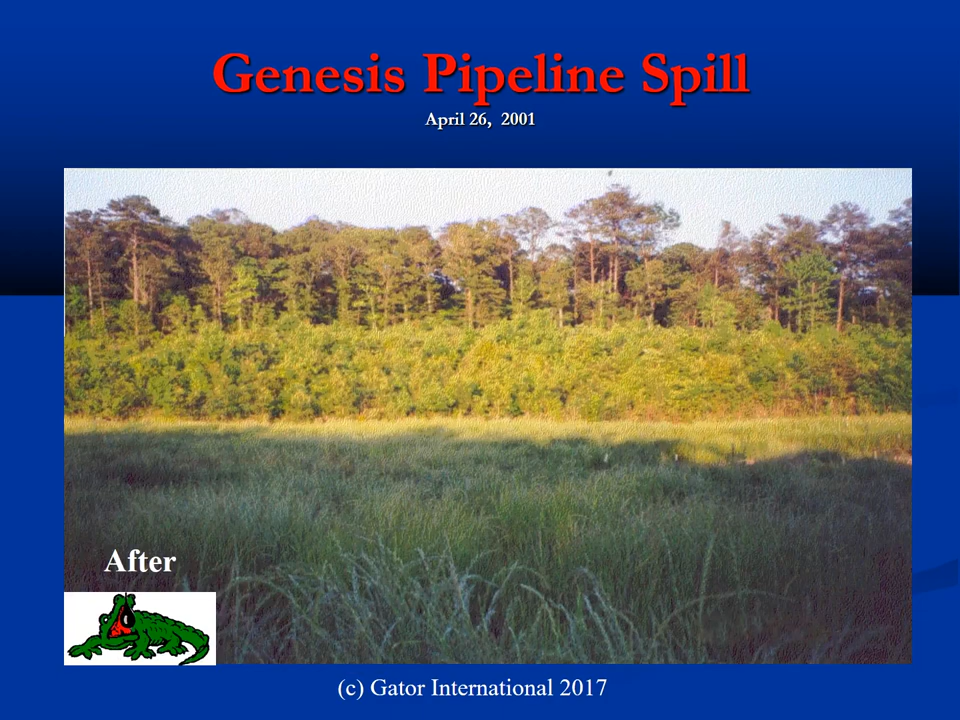 Genesis Pipeline Spill
April 26, 2001
After
(c) Gator International 2017